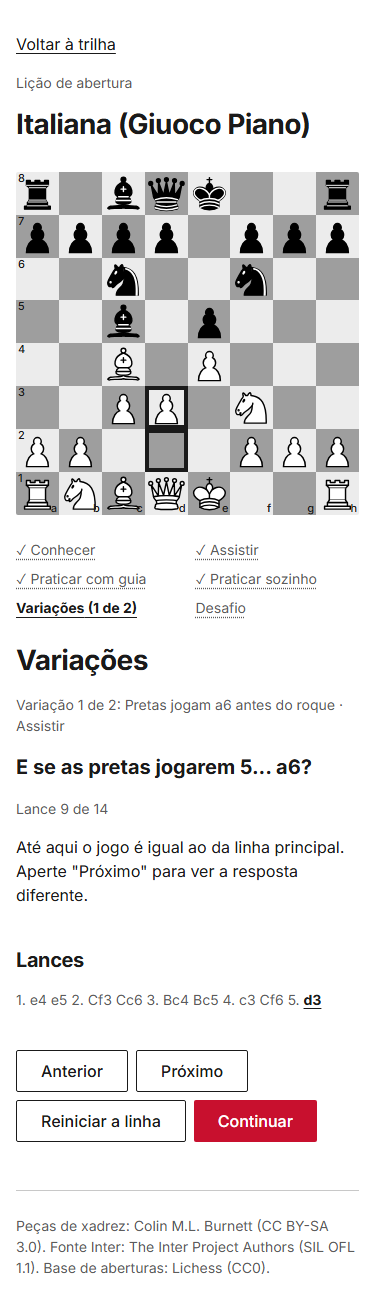 Voltar à trilha
Lição de abertura
Italiana (Giuoco Piano)
8
7
6
5
4
3
2
1
a b c d e f g h
✓ Conhecer ✓ Assistir
✓ Praticar com guia ✓ Praticar sozinho
Variações (1 de 2) Desafio
Variações
Variação 1 de 2: Pretas jogam a6 antes do roque ·
Assistir
E se as pretas jogarem 5... a6?
Lance 9 de 14
Até aqui o jogo é igual ao da linha principal.
Aperte "Próximo" para ver a resposta
diferente.
Lances
1. e4 e5 2. Cf3 Cc6 3. Bc4 Bc5 4. c3 Cf6 5. d3
Anterior Próximo
Reiniciar a linha Continuar
Peças de xadrez: Colin M.L. Burnett (CC BY-SA
3.0). Fonte Inter: The Inter Project Authors (SIL OFL
1.1). Base de aberturas: Lichess (CC0).